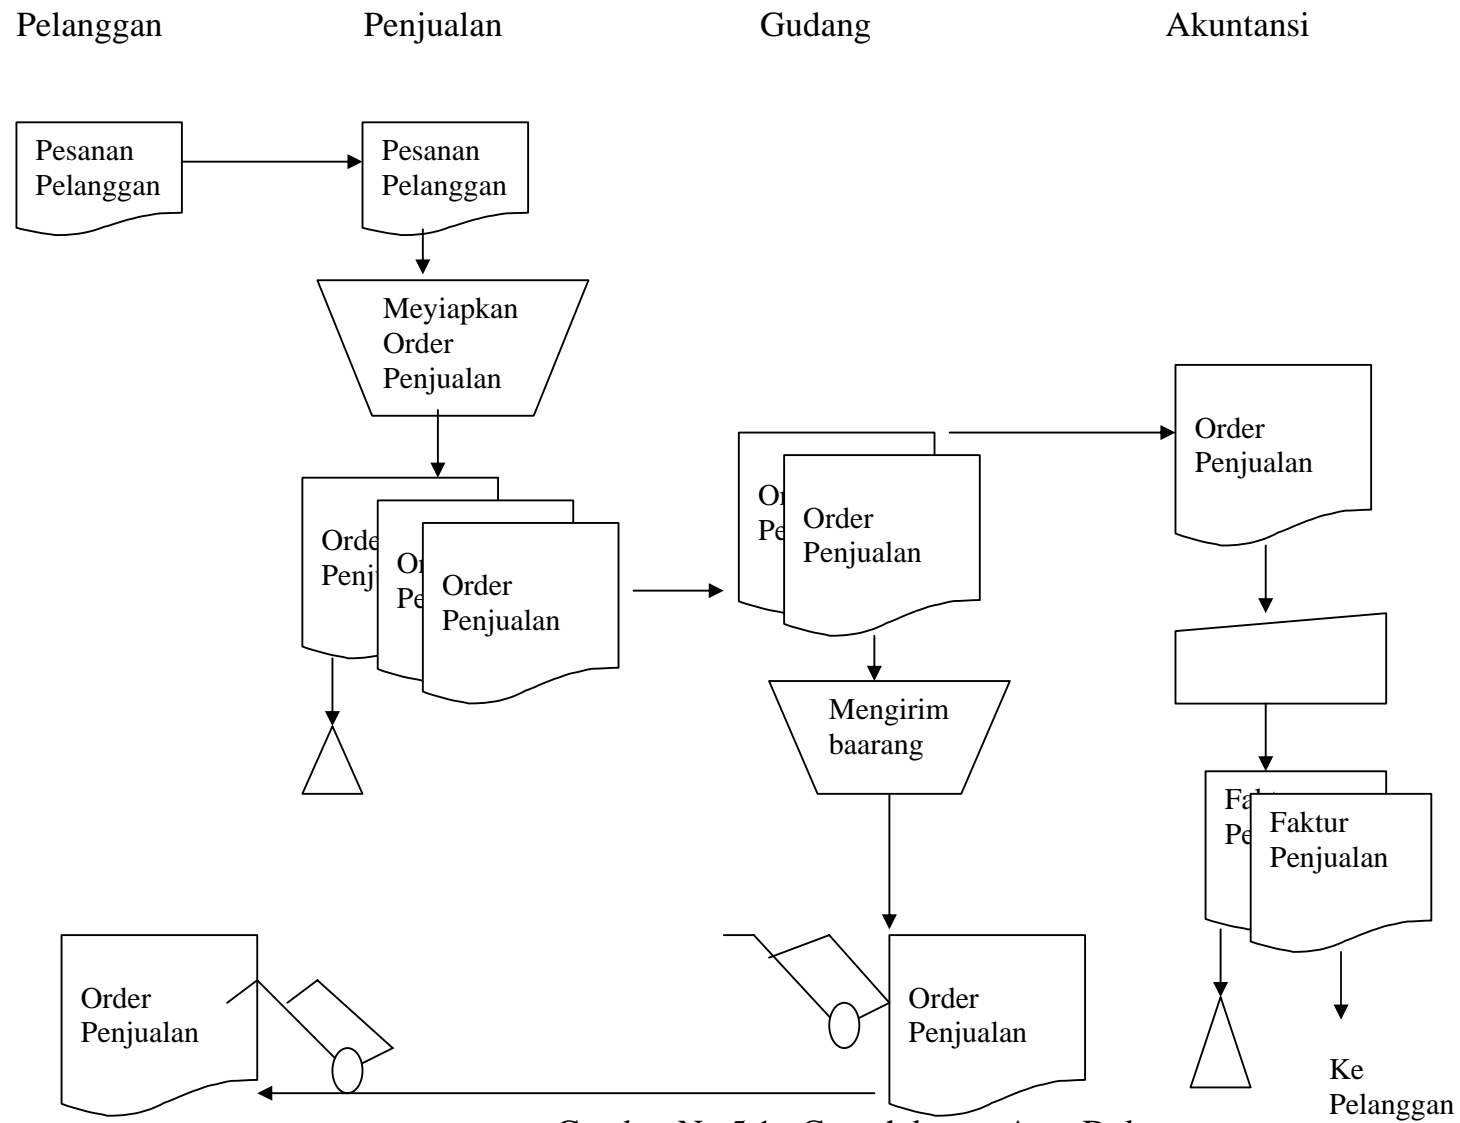 Pelanggan Penjualan Gudang Akuntansi
Pesanan
Pelanggan
Pesanan
Pelanggan
Meyiapkan
Order
Penjualan
Order
Penjualan
Order
Penjualan
Order
Penjualan
Mengirim
baarang
Faktur
Penjualan
Order
Penjualan
Order
Penjualan
Ke
Pelanggan